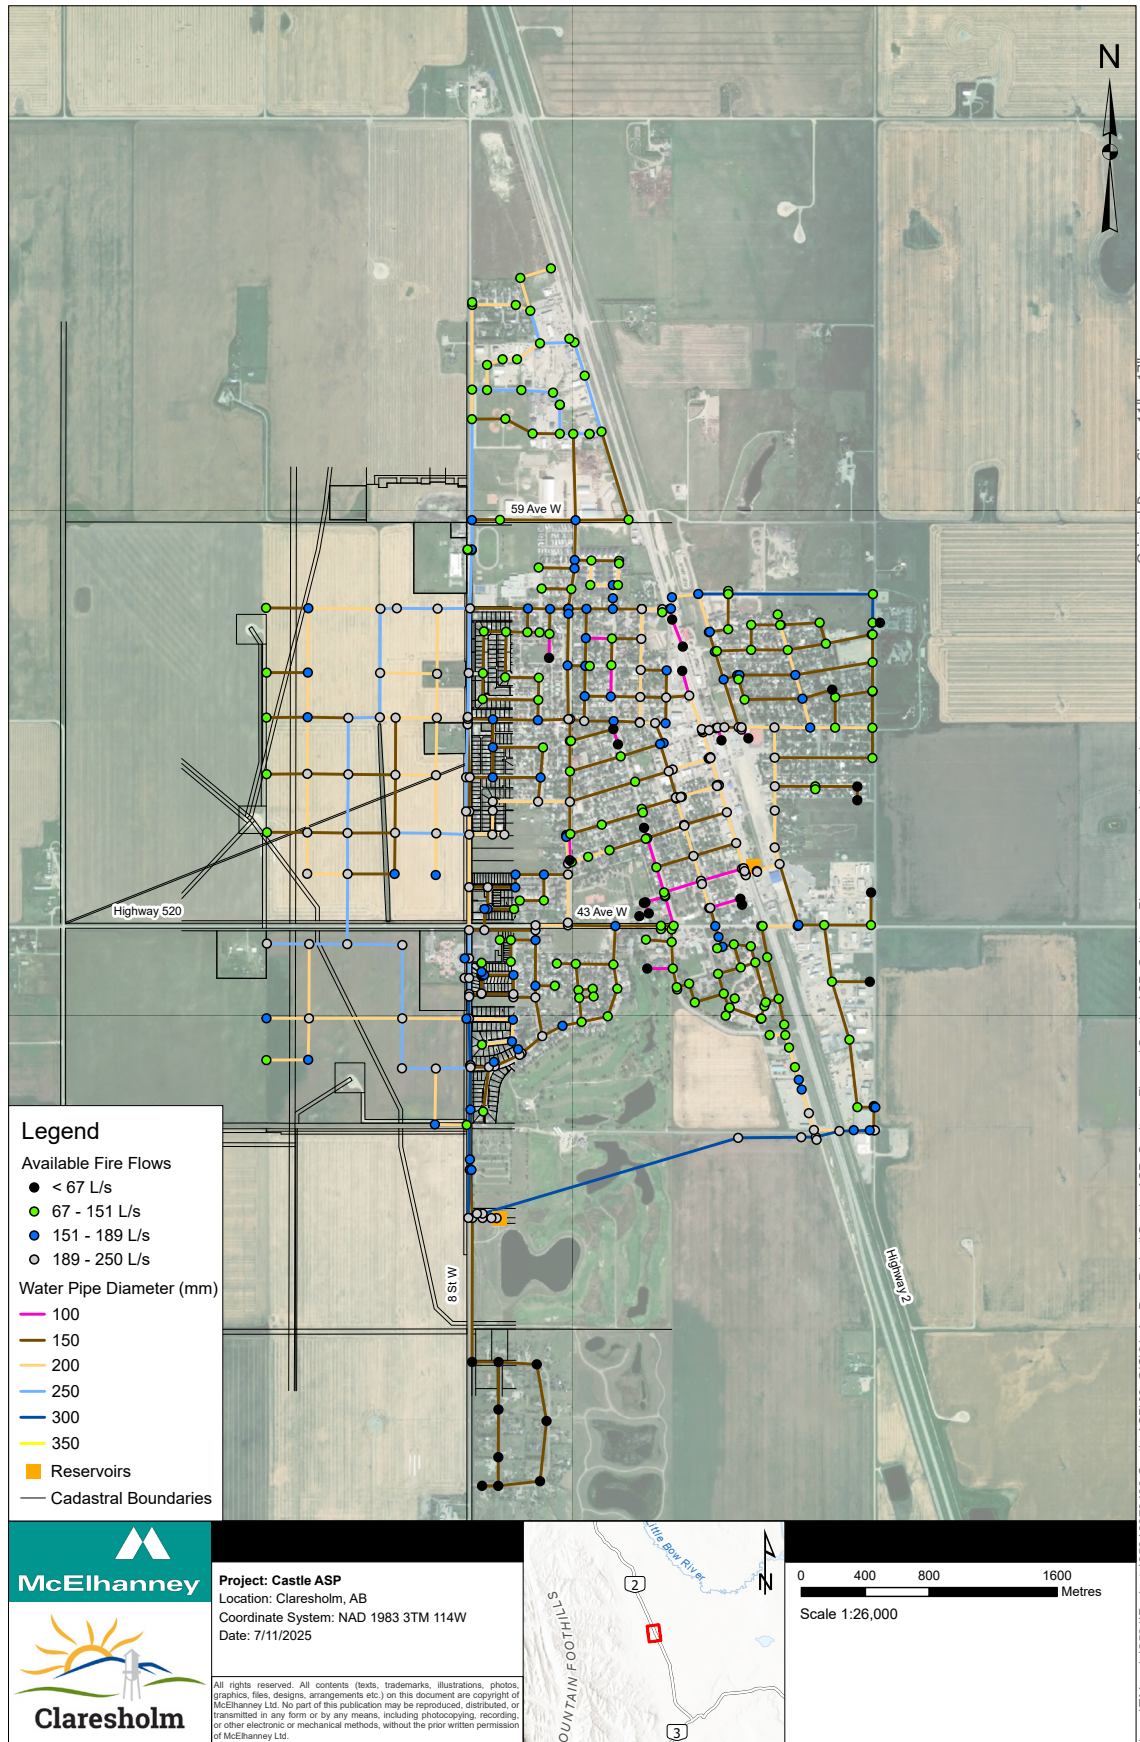 N
59 Ave W
Highway 520
43 Ave W
8 St W
Highway 2
Legend
Available Fire Flows
< 67 L/s
67 - 151 L/s
151 - 189 L/s
189 - 250 L/s
Water Pipe Diameter (mm)
100
150
200
250
300
350
Reservoirs
Cadastral Boundaries
McElhanney
Claresholm
Project: Castle ASP
Location: Claresholm, AB
Coordinate System: NAD 1983 3TM 114W
Date: 7/11/2025
All rights reserved. All contents (texts, trademarks, illustrations, photos,
graphics, files, designs, arrangements etc.) on this document are copyright of
McElhanney Ltd. No part of this publication may be reproduced, distributed, or
transmitted in any form or by any means, including photocopying, recording,
or other electronic or mechanical methods, without the prior written permission
of McElhanney Ltd.
Little Bow River
2
OUNTAIN FOOTHILLS
3
N
0 400 800 1600
Metres
Scale 1:26,000